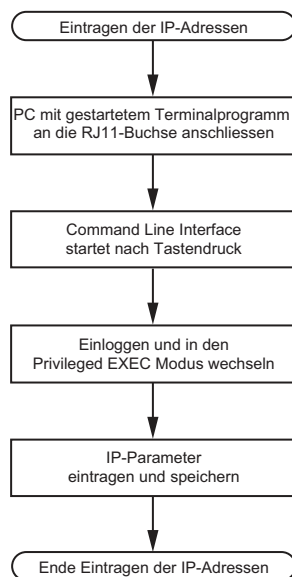 Eintragen der IP-Adressen
PC mit gestartetem Terminalprogramm
an die RJ11-Buchse anschliessen
Command Line Interface
startet nach Tastendruck
Einloggen und in den
Privileged EXEC Modus wechseln
IP-Parameter
eintragen und speichern
Ende Eintragen der IP-Adressen